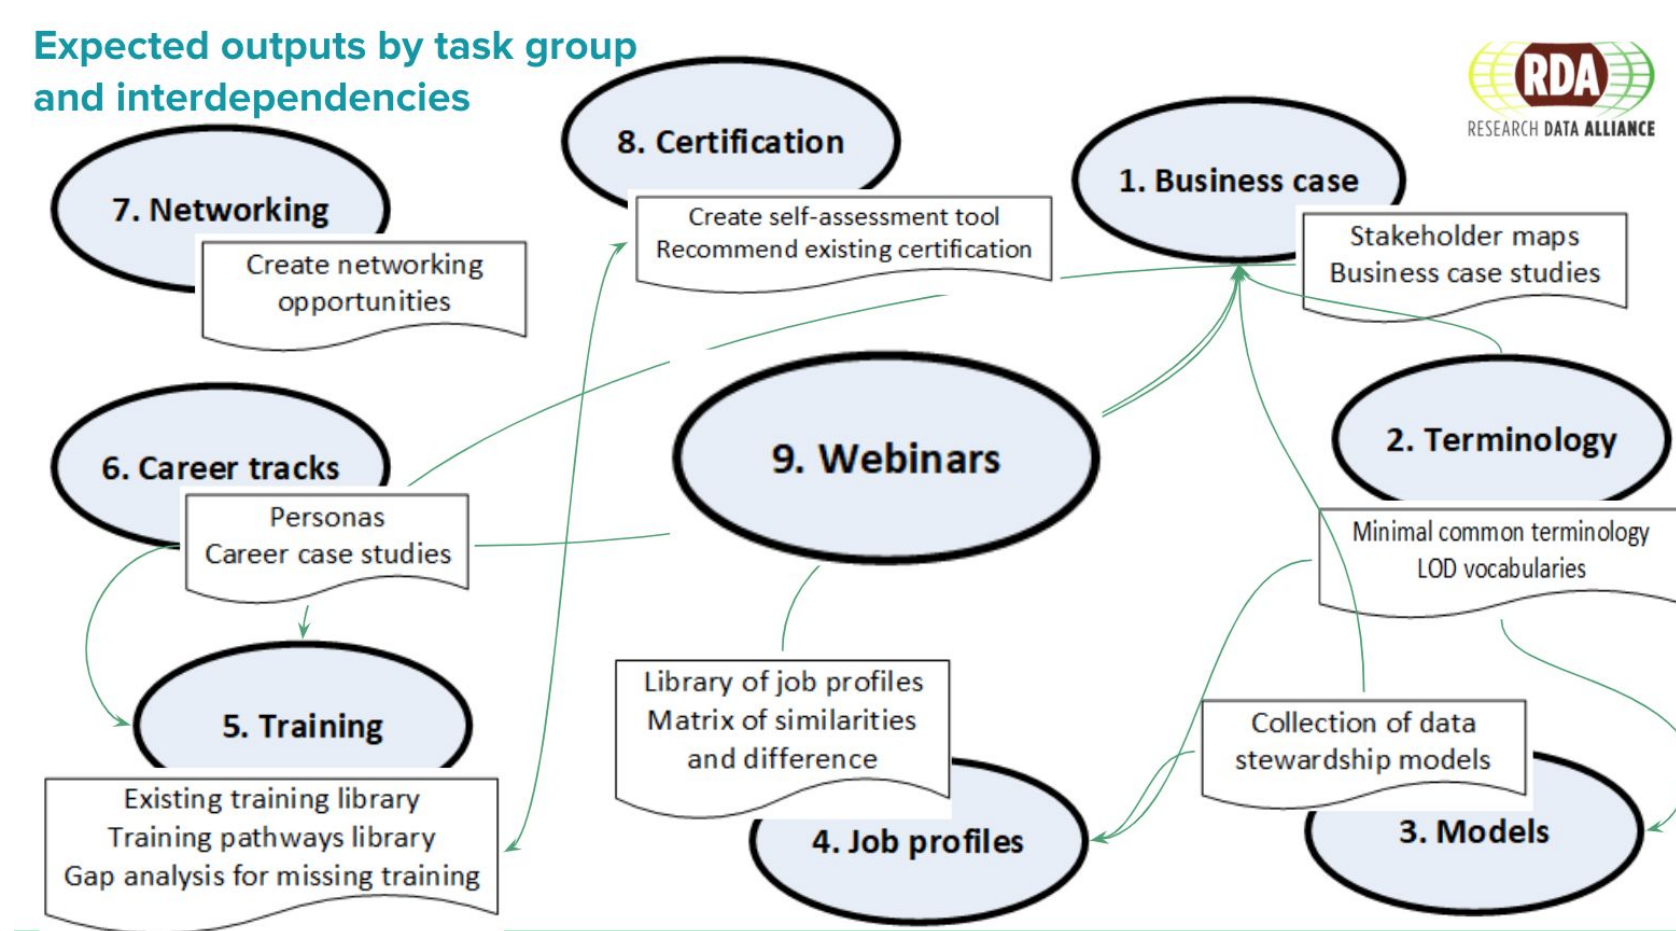 Expected outputs by task group
and interdependencies
RDA
RESEARCH DATA ALLIANCE
8. Certification
Create self-assessment tool
Recommend existing certification
1. Business case
Stakeholder maps
Business case studies
7. Networking
Create networking
opportunities
9. Webinars
2. Terminology
Minimal common terminology
LOD vocabularies
6. Career tracks
Personas
Career case studies
5. Training
Existing training library
Training pathways library
Gap analysis for missing training
Library of job profiles
Matrix of similarities
and difference
4. Job profiles
Collection of data
stewardship models
3. Models